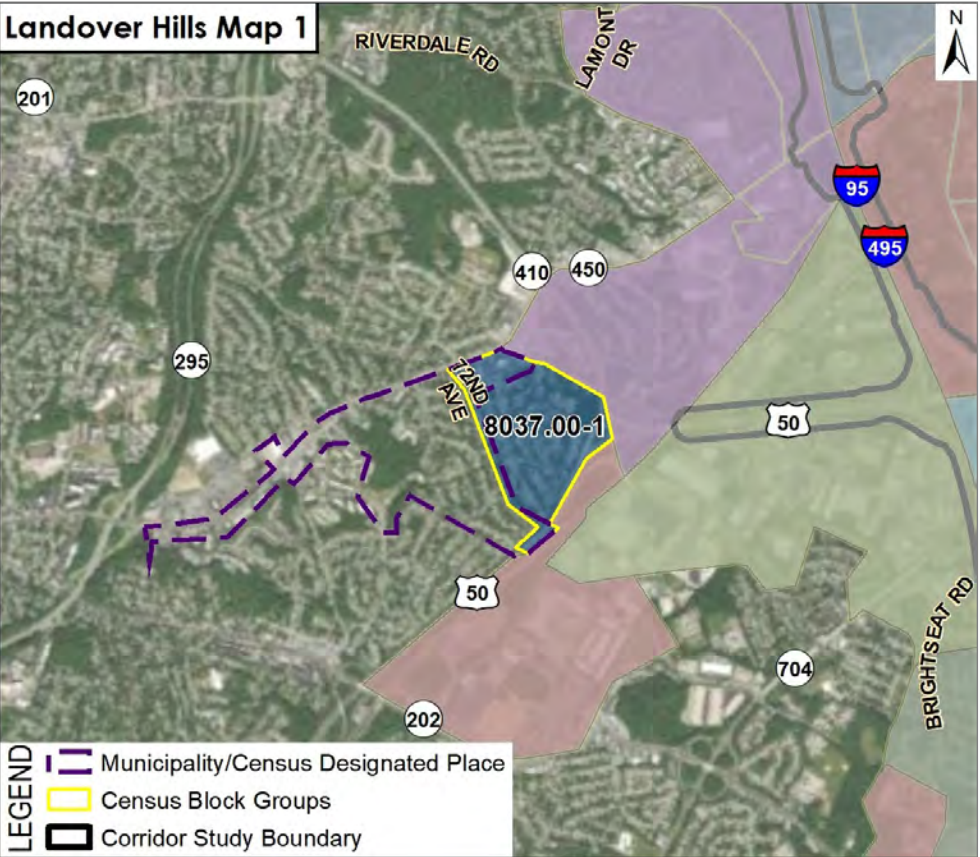 Landover Hills Map 1
N
RIVERDALE RD
LAMONT
DR
201
95
495
410
450
295
72ND
AVE
8037.00-1
50
50
BRIGHTSEAT RD
704
202
LEGEND
Municipality/Census Designated Place
Census Block Groups
Corridor Study Boundary